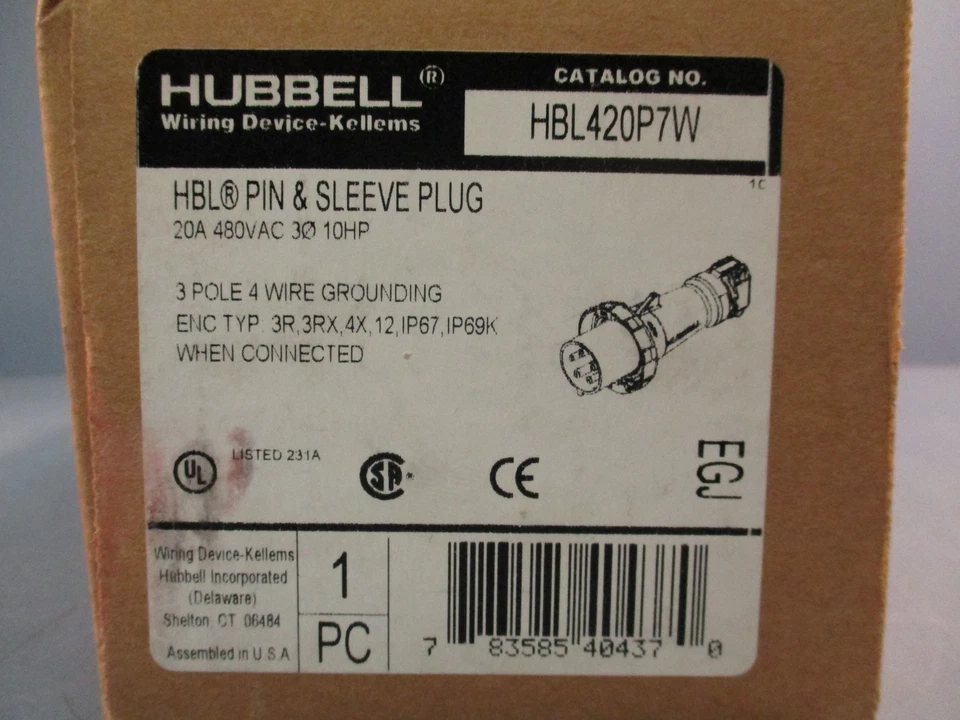 HUBBELL®
Wiring Device-Kellems
CATALOG NO.
HBL420P7W
HBL® PIN & SLEEVE PLUG
20A 480VAC 3Ø 10HP
3 POLE 4 WIRE GROUNDING
ENC TYP. 3R,3RX,4X,12,IP67,IP69K
WHEN CONNECTED
UL
LISTED 231A
SA
CE
EGJ
Wiring Device-Kellems
Hubbell Incorporated
(Delaware)
Shelton, CT 06484
Assembled in U.S.A
1
PC
7 83585 40437 0